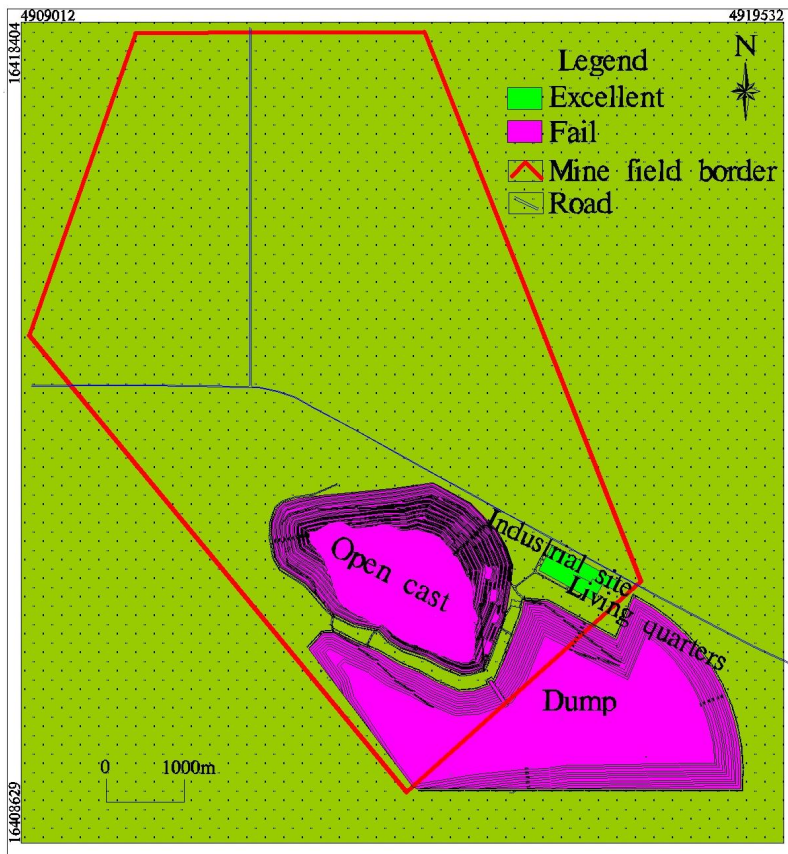 4909012
4919532
16418404
N
Legend
Excellent
Fail
Mine field border
Road
Industrial site
Living quarters
Open cast
Dump
0
1000m
16408629